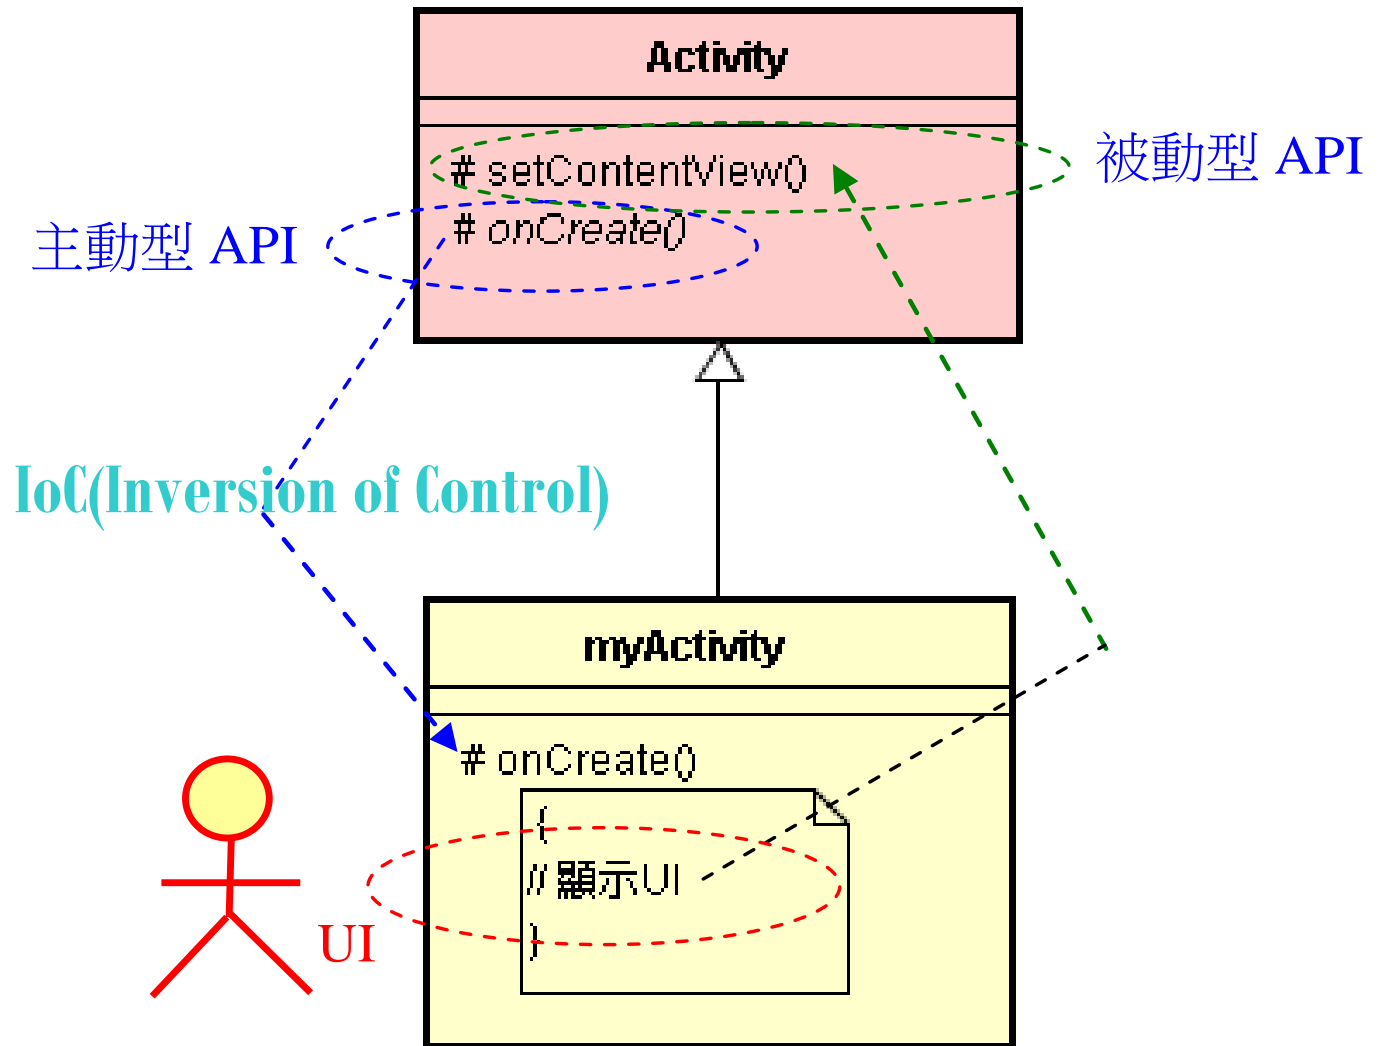 Activity
# setContentView()
被動型 API
# onCreate()
主動型 API
IoC(Inversion of Control)
myActivity
# onCreate()
{
// 顯示UI
}
UI